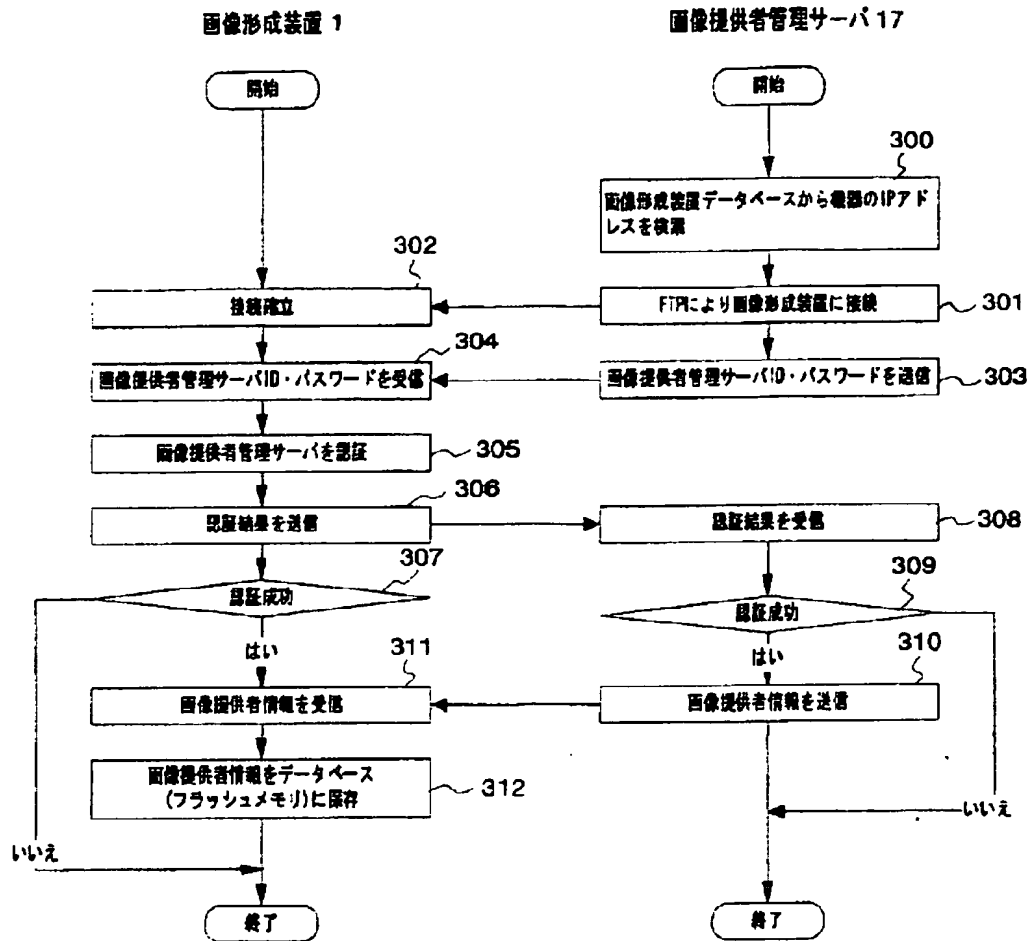 画像形成装置 1
画像提供者管理サーバ 17
開始
開始
300
画像形成装置データベースから機器のIPアド
レスを検索
302
接続確立
FTPにより画像形成装置に接続
301
304
画像提供者管理サーバID・パスワードを受信
画像提供者管理サーバID・パスワードを送信
303
画像提供者管理サーバを認証
305
306
認証結果を送信
認証結果を受信
308
307
認証成功
309
認証成功
はい
はい
311
310
画像提供者情報を受信
画像提供者情報を送信
画像提供者情報をデータベース
(フラッシュメモリ)に保存
312
いいえ
いいえ
終了
終了